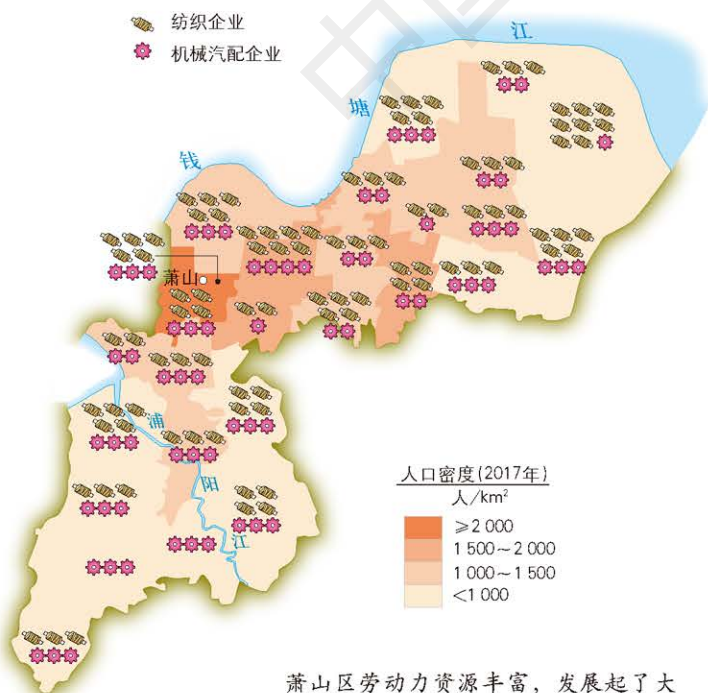 纺织企业
机械汽配企业
江
塘
钱
萧山
浦
阳
江
人口密度(2017年)
人/km²
≥2 000
1 500～2 000
1 000～1 500
<1 000
萧山区劳动力资源丰富，发展起了大
中国